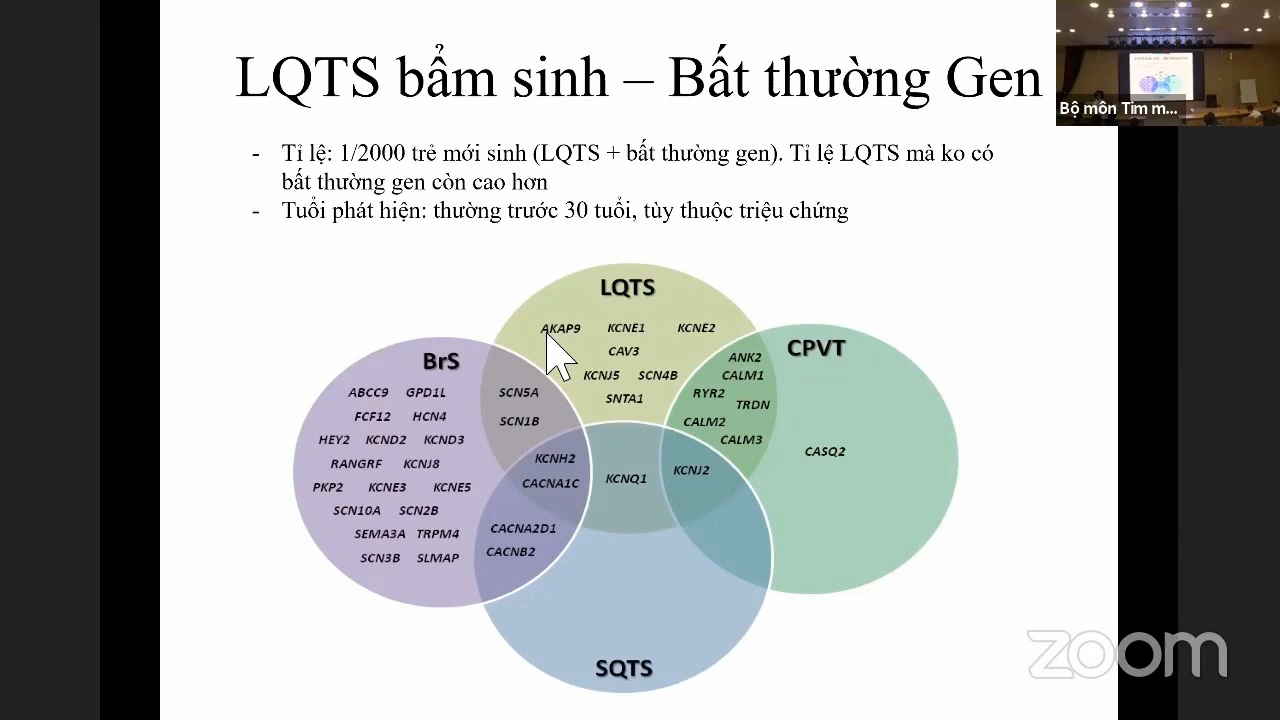 LQTS bẩm sinh – Bất thường Gen
Bộ môn Tim m...
- Tỉ lệ: 1/2000 trẻ mới sinh (LQTS + bất thường gen). Tỉ lệ LQTS mà ko có
bất thường gen còn cao hơn
- Tuổi phát hiện: thường trước 30 tuổi, tùy thuộc triệu chứng
LQTS
AKAP9 KCNE1 KCNE2
CAV3
KCNJ5 SCN4B
SNTA1
BrS
ABCC9 GPD1L
FCF12 HCN4
HEY2 KCND2 KCND3
RANGRF KCNJ8
PKP2 KCNE3 KCNE5
SCN10A SCN2B
SEMA3A TRPM4
SCN3B SLMAP
SCN5A
SCN1B
KCNH2
CACNA1C
CACNA2D1
CACNB2
KCNQ1
KCNJ2
ANK2
CALM1
RYR2
TRDN
CALM2
CALM3
CPVT
CASQ2
SQTS
zoom